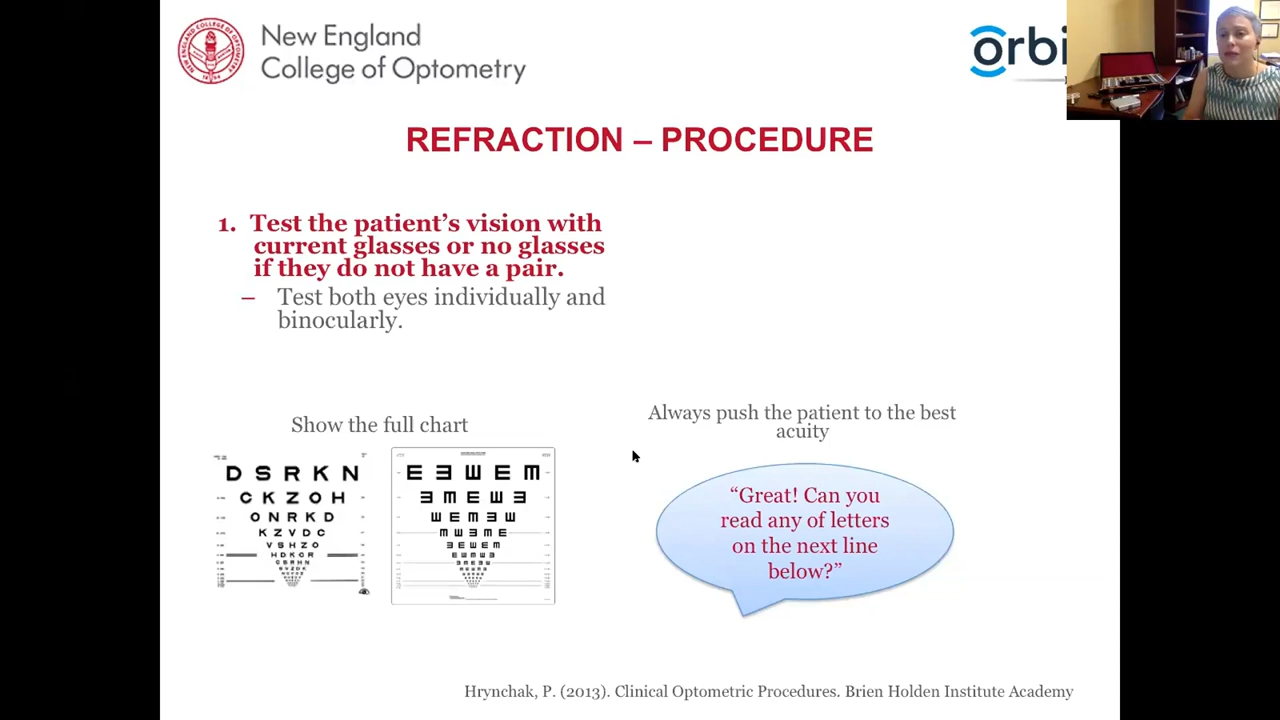 New England
College of Optometry
orbi
REFRACTION – PROCEDURE
1. Test the patient's vision with
current glasses or no glasses
if they do not have a pair.
– Test both eyes individually and
binocularly.
Show the full chart
D S R K N
C K Z O H
O N R K D
K Z V D C
V S H Z O
H D K C R
Always push the patient to the best
acuity
“Great! Can you
read any of letters
on the next line
below?”
Hrynchak, P. (2013). Clinical Optometric Procedures. Brien Holden Institute Academy